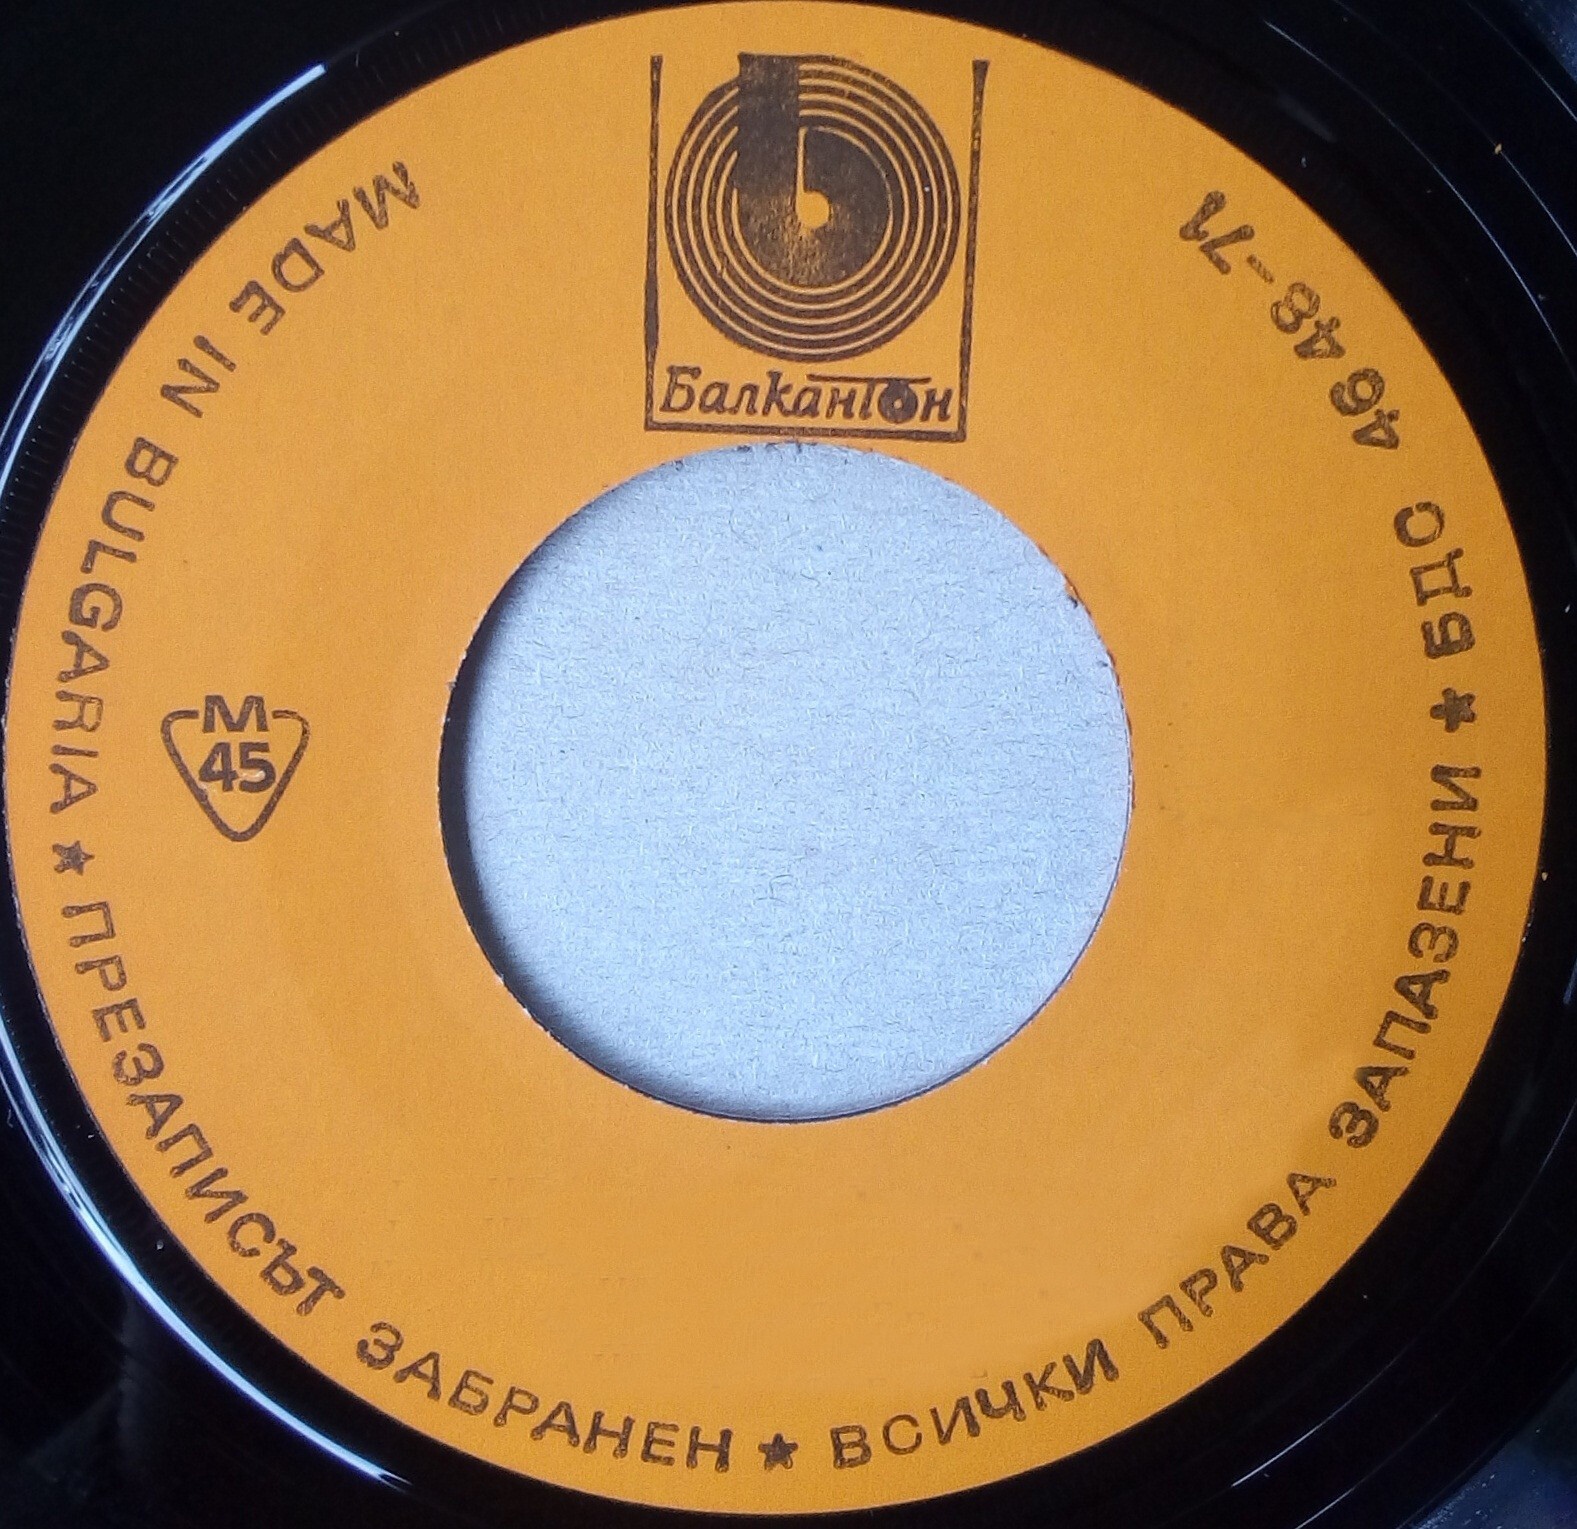 Балкантон
MADE IN BULGARIA ★ ПРЕЗАПИСЪТ ЗАБРАНЕН ★ ВСИЧКИ ПРАВА ЗАПАЗЕНИ ★ БДС 4648-71
M
45